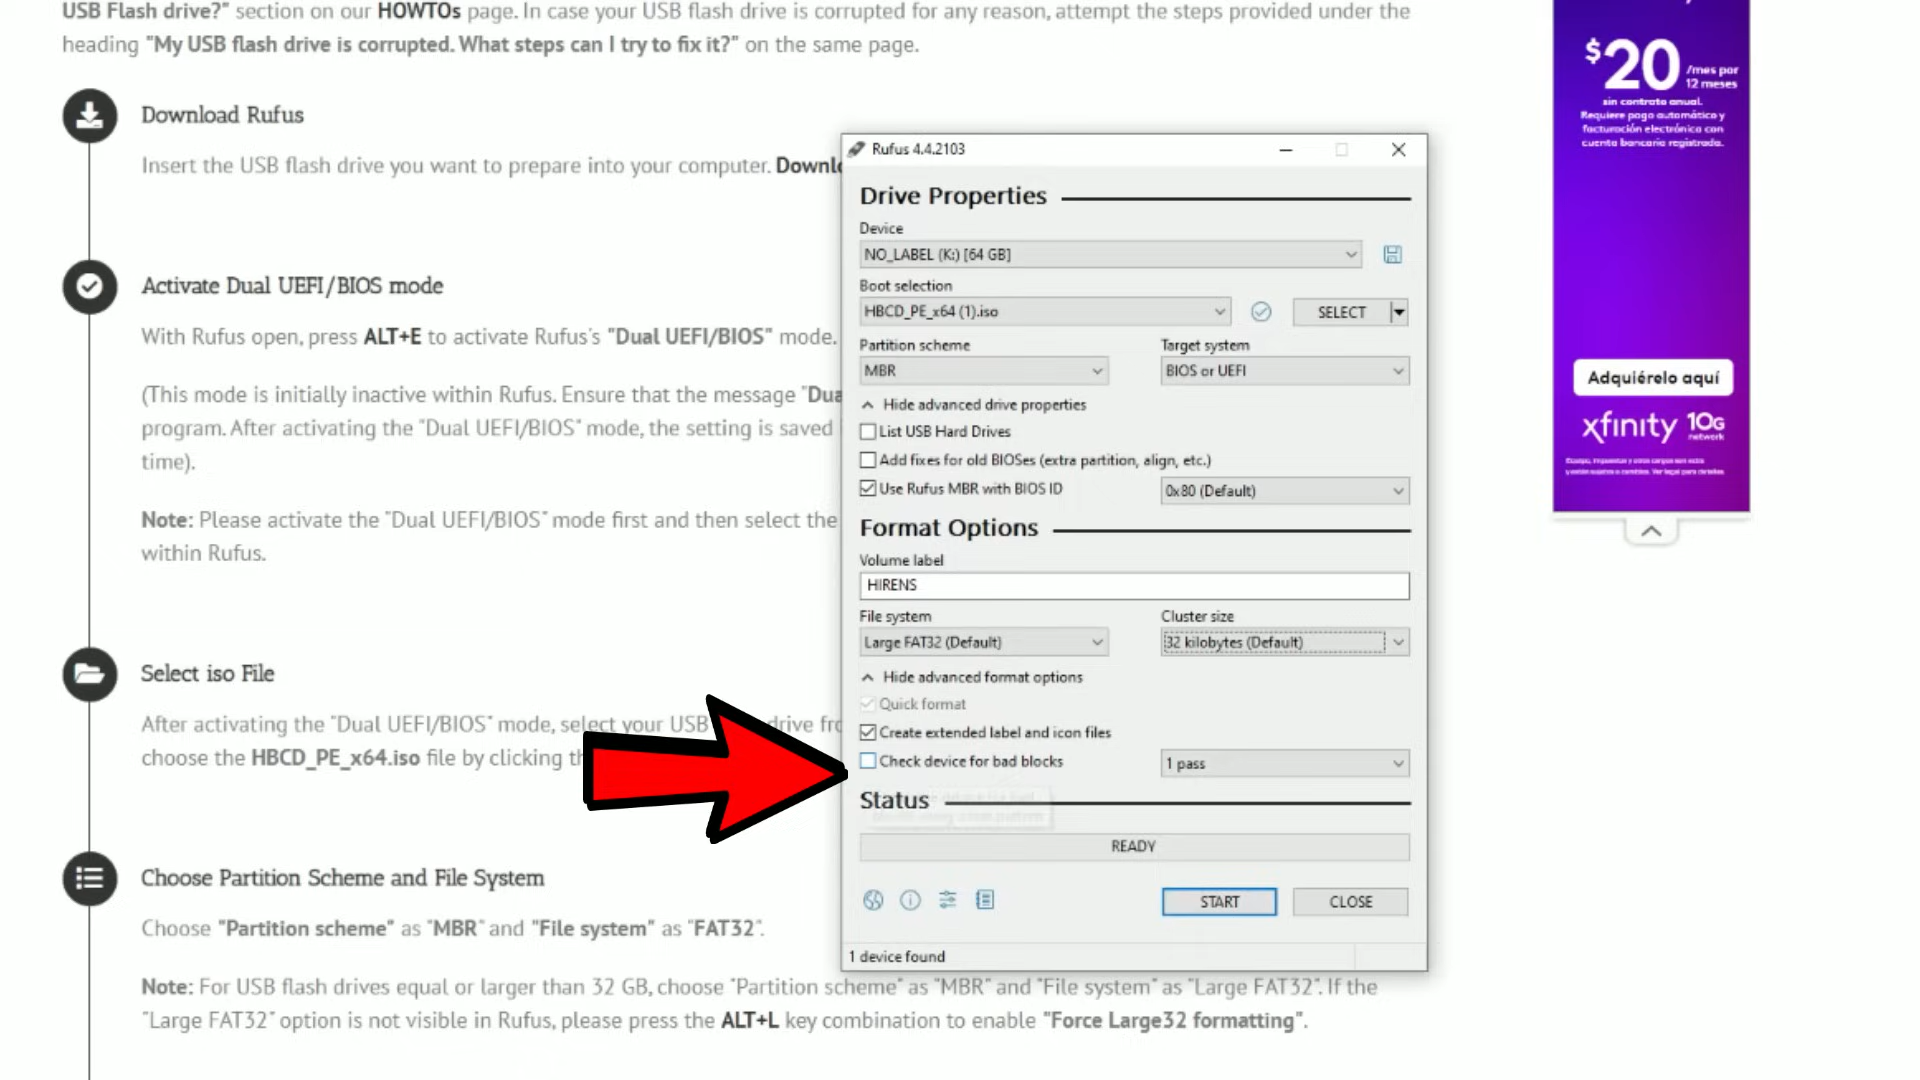 USB Flash drive?" section on our HOWTOs page. In case your USB flash drive is corrupted for any reason, attempt the steps provided under the
heading "My USB flash drive is corrupted. What steps can I try to fix it?" on the same page.
Download Rufus
Insert the USB flash drive you want to prepare into your computer.
Activate Dual UEFI/BIOS mode
With Rufus open, press ALT+E to activate Rufus's "Dual UEFI/BIOS" mode.
(This mode is initially inactive within Rufus. Ensure that the message
program. After activating the "Dual UEFI/BIOS" mode, the setting is saved
time).
Note: Please activate the "Dual UEFI/BIOS" mode first and then select the
within Rufus.
Select iso File
After activating the "Dual UEFI/BIOS" mode, select your USB drive
choose the HBCD_PE_x64.iso file by clicking
Choose Partition Scheme and File System
Choose "Partition scheme" as "MBR" and "File system" as "FAT32".
Note: For USB flash drives equal or larger than 32 GB, choose "Partition scheme" as "MBR" and "File system" as "Large FAT32". If the
"Large FAT32" option is not visible in Rufus, please press the ALT+L key combination to enable "Force Large32 formatting".
Rufus 4.4.2103
Drive Properties
Device
NO_LABEL (K:) [64 GB]
Boot selection
HBCD_PE_x64 (1).iso
SELECT
Partition scheme
Target system
MBR
BIOS or UEFI
Hide advanced drive properties
List USB Hard Drives
Add fixes for old BIOSes (extra partition, align, etc.)
Use Rufus MBR with BIOS ID
0x80 (Default)
Format Options
Volume label
HIRENS
File system
Cluster size
Large FAT32 (Default)
32 kilobytes (Default)
Hide advanced format options
Quick format
Create extended label and icon files
Check device for bad blocks
1 pass
Status
READY
START
CLOSE
1 device found
$20 /mes por
12 meses
sin contrato anual.
Requiere pago automático y
facturación electrónica con
cuenta bancaria registrada.
Adquiérelo aquí
xfinity 10G
network